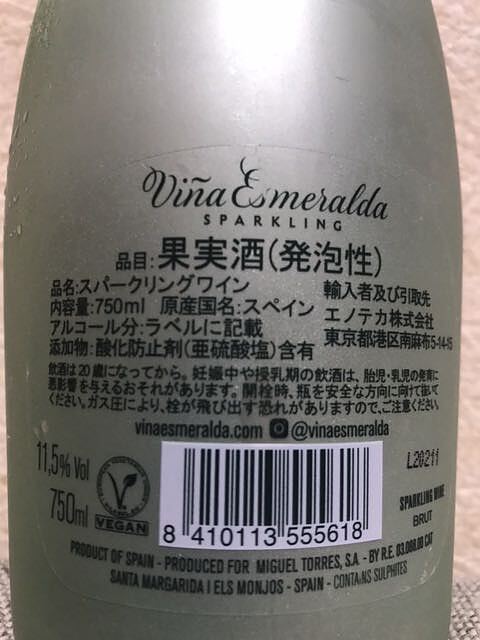 Viña Esmeralda
SPARKLING
品目:果実酒(発泡性)
品名:スパークリングワイン
内容量:750ml 原産国名:スペイン
アルコール分:ラベルに記載
添加物:酸化防止剤(亜硫酸塩)含有
輸入者及び引取先
エノテカ株式会社
東京都港区南麻布5-14-15
飲酒は20歳になってから。妊娠中や授乳期の飲酒は、胎児・乳児の発育に
悪影響を与えるおそれがあります。開栓時、瓶を安全な方向に向けて抜いて
ください。ガス圧により、栓が飛び出す恐れがありますので、ご注意ください。
vinaesmeralda.com @vinaesmeralda
11,5% Vol
750ml
VEGAN
8 410113 555618
L20211
SPARKLING WINE
BRUT
PRODUCT OF SPAIN - PRODUCED FOR MIGUEL TORRES, S.A. - BY R.E. 03.068.00 CAT
SANTA MARGARIDA I ELS MONJOS - SPAIN - CONTAINS SULPHITES